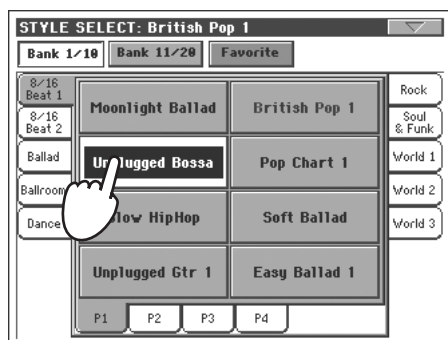 STYLE SELECT: British Pop 1
Bank 1/10 Bank 11/20 Favorite
8/16
Beat 1
8/16
Beat 2
Ballad
Ballroom
Dance
Moonlight Ballad British Pop 1
Unplugged Bossa Pop Chart 1
Slow HipHop Soft Ballad
Unplugged Gtr 1 Easy Ballad 1
Rock
Soul
& Funk
World 1
World 2
World 3
P1 P2 P3 P4